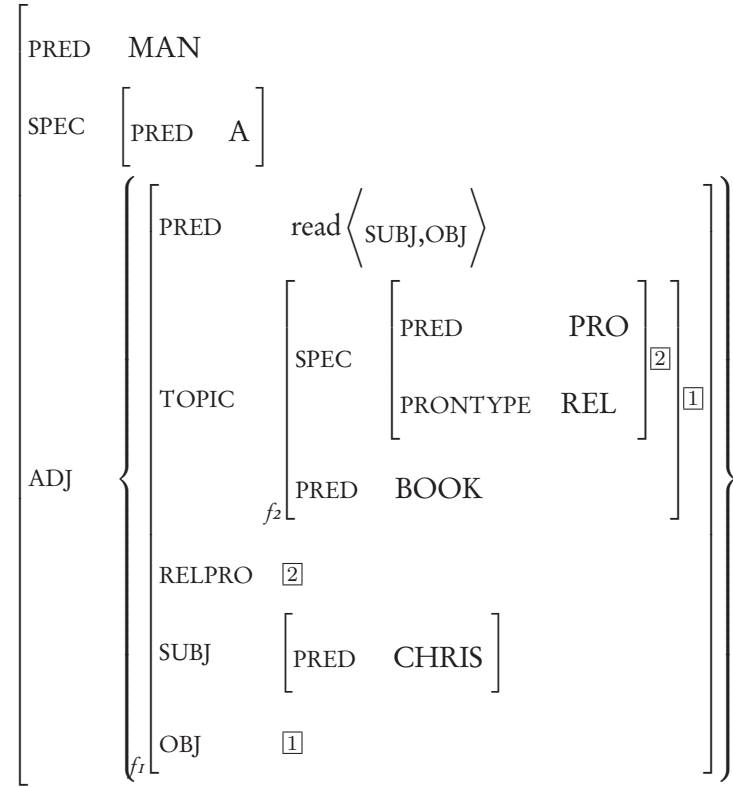 PRED MAN
SPEC [PRED A]
PRED read⟨SUBJ,OBJ⟩
PRED PRO
SPEC 2
TOPIC PRONTYPE REL 1
ADJ f2 PRED BOOK
RELPRO 2
SUBJ [PRED CHRIS]
f1 OBJ 1